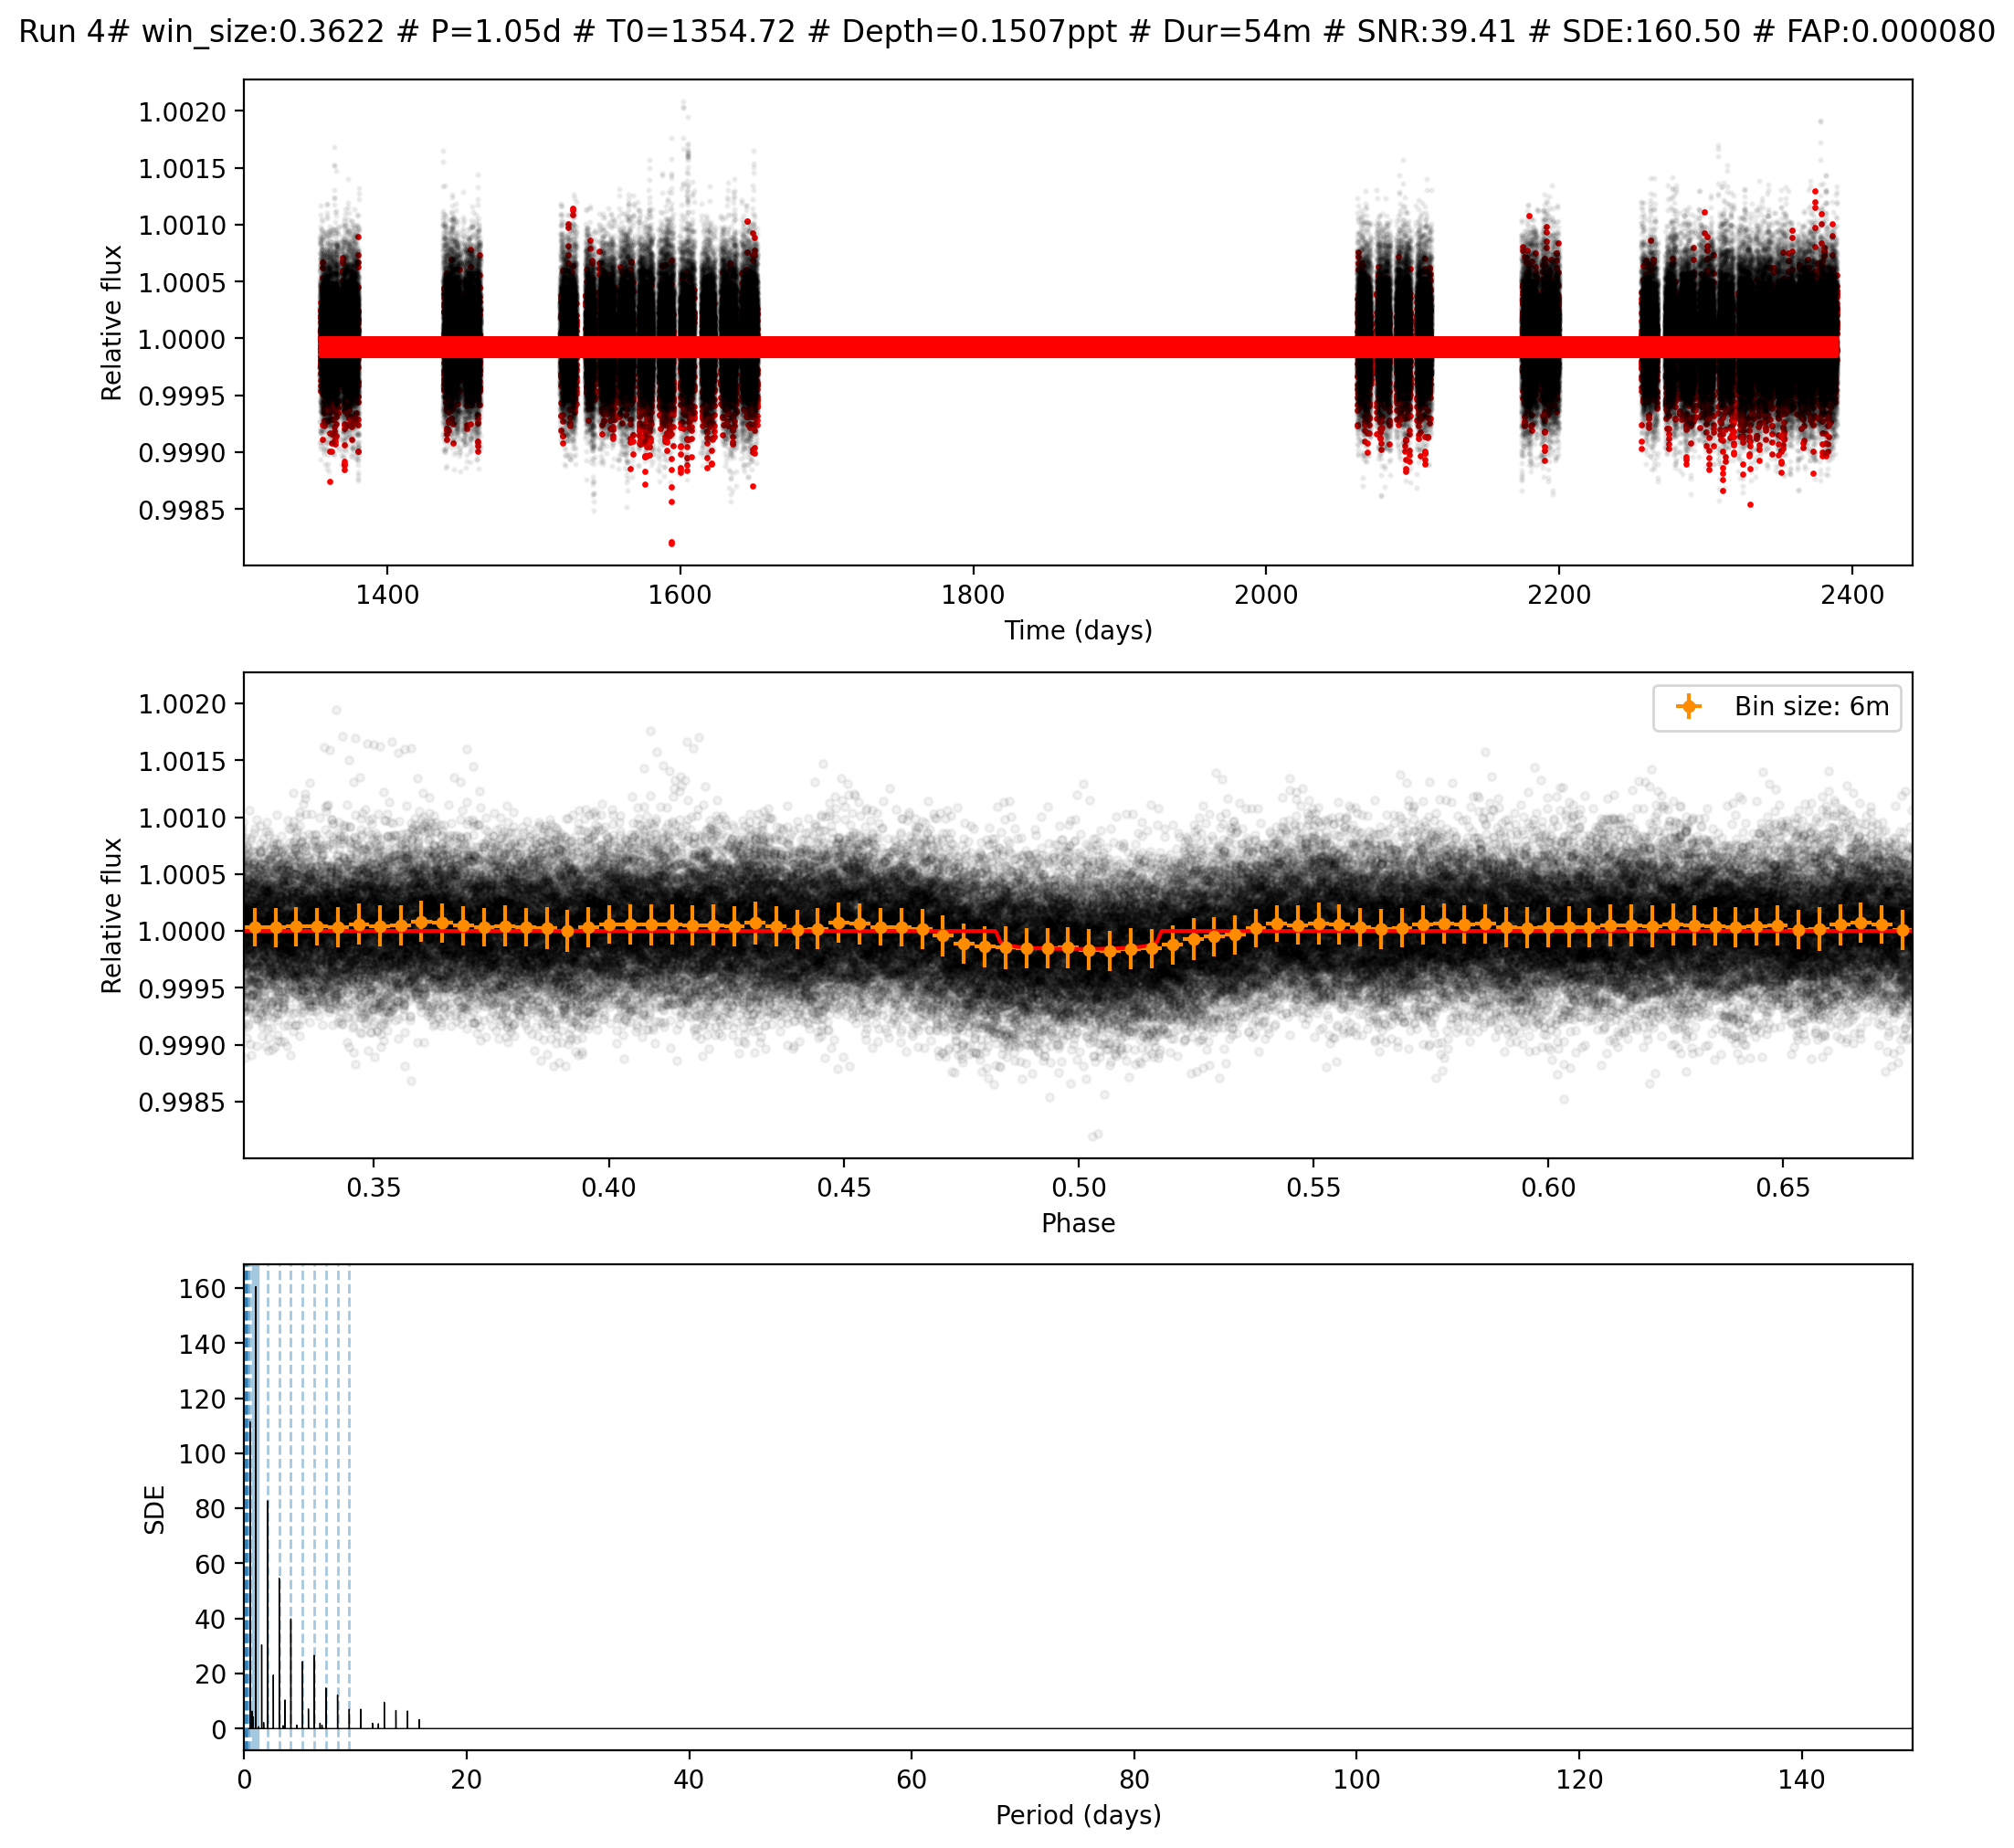 Run 4# win_size:0.3622 # P=1.05d # T0=1354.72 # Depth=0.1507ppt # Dur=54m # SNR:39.41 # SDE:160.50 # FAP:0.000080
1.0020
1.0015
1.0010
1.0005
1.0000
0.9995
0.9990
0.9985
Relative flux
1400 1600 1800 2000 2200 2400
Time (days)
Bin size: 6m
1.0020
1.0015
1.0010
1.0005
1.0000
0.9995
0.9990
0.9985
Relative flux
0.35 0.40 0.45 0.50 0.55 0.60 0.65
Phase
160
140
120
100
80
60
40
20
0
SDE
0 20 40 60 80 100 120 140
Period (days)